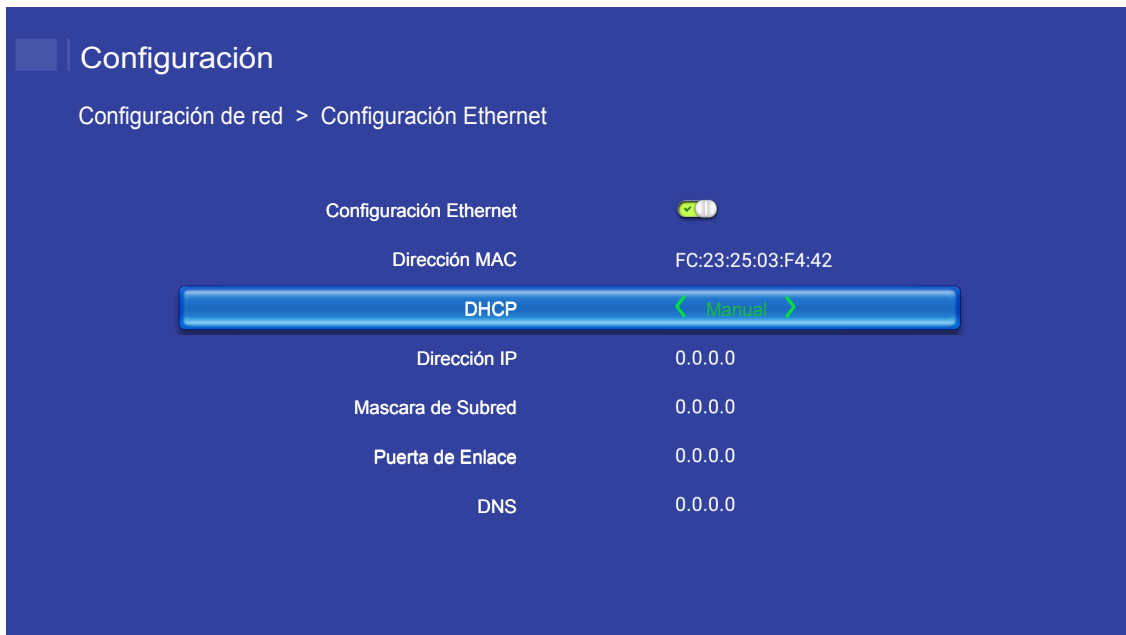 Configuración
Configuración de red > Configuración Ethernet
Configuración Ethernet
Dirección MAC FC:23:25:03:F4:42
DHCP < Manual >
Dirección IP 0.0.0.0
Mascara de Subred 0.0.0.0
Puerta de Enlace 0.0.0.0
DNS 0.0.0.0